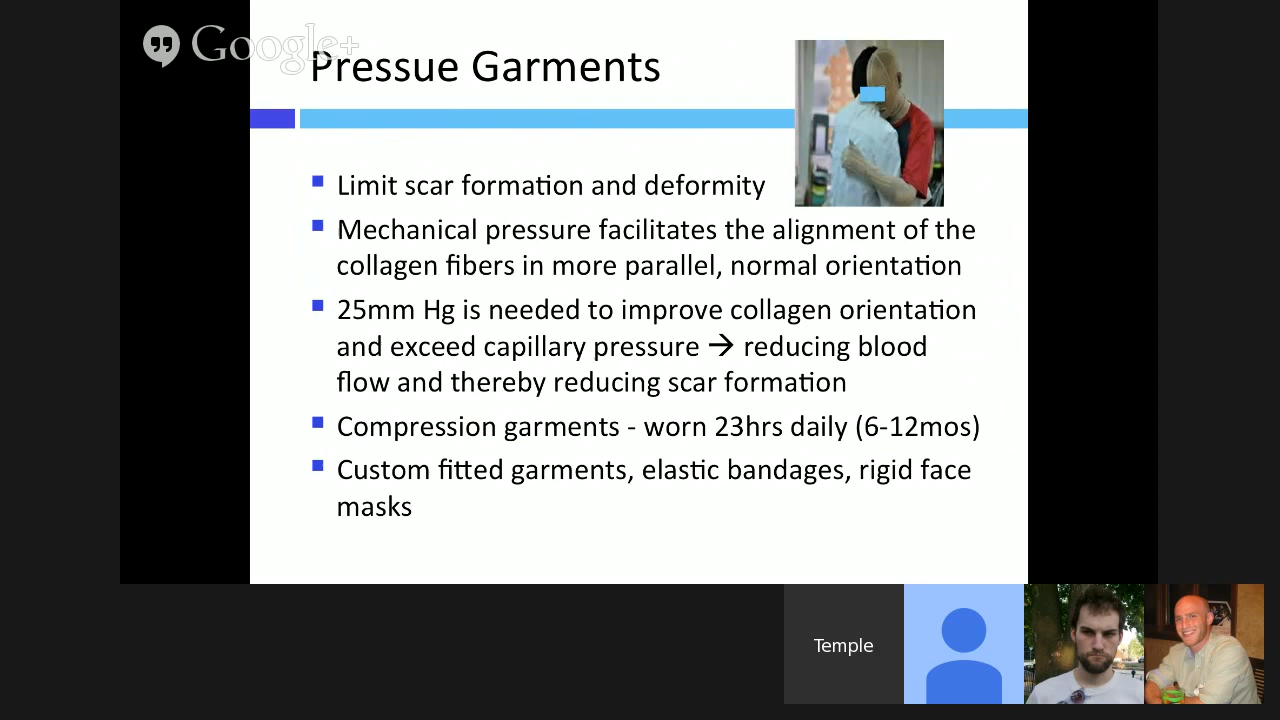 Google+
Pressue Garments
Limit scar formation and deformity
Mechanical pressure facilitates the alignment of the
collagen fibers in more parallel, normal orientation
25mm Hg is needed to improve collagen orientation
and exceed capillary pressure → reducing blood
flow and thereby reducing scar formation
Compression garments - worn 23hrs daily (6-12mos)
Custom fitted garments, elastic bandages, rigid face
masks
Temple